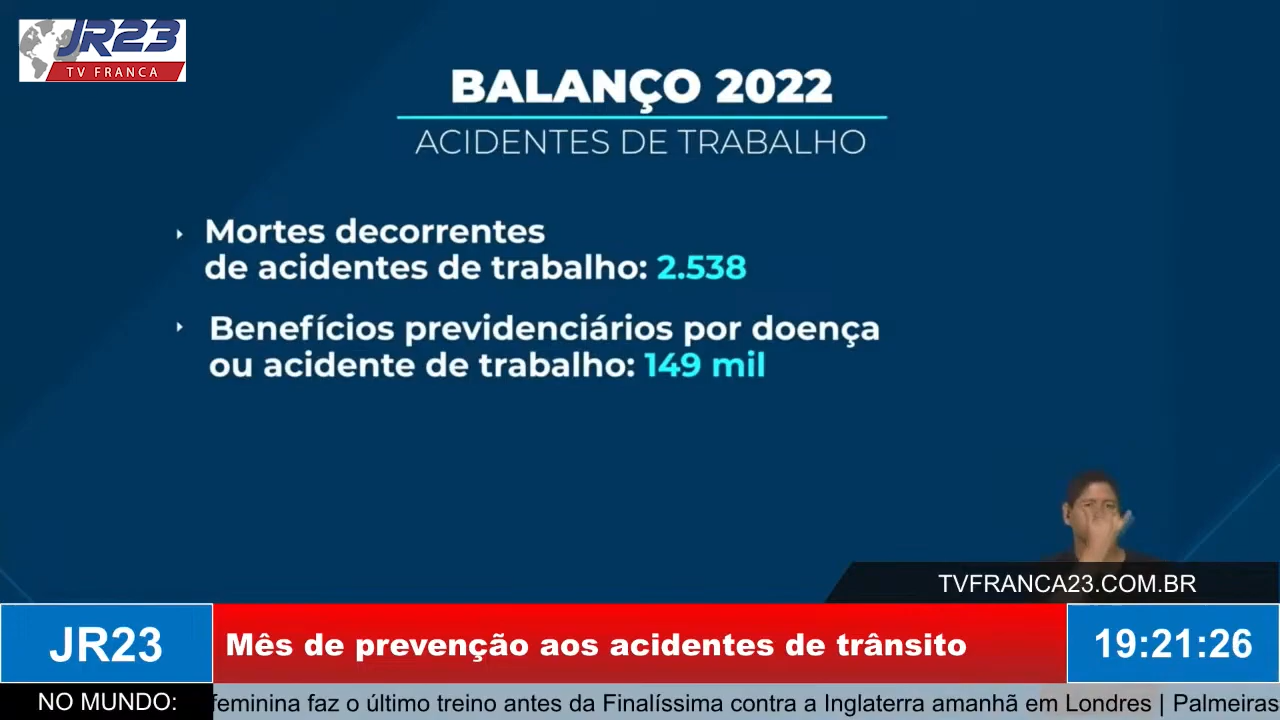 JR23
TV FRANCA
BALANÇO 2022
ACIDENTES DE TRABALHO
Mortes decorrentes
de acidentes de trabalho: 2.538
Benefícios previdenciários por doença
ou acidente de trabalho: 149 mil
TVFRANCA23.COM.BR
JR23
Mês de prevenção aos acidentes de trânsito
19:21:26
NO MUNDO:
feminina faz o último treino antes da Finalíssima contra a Inglaterra amanhã em Londres | Palmeiras